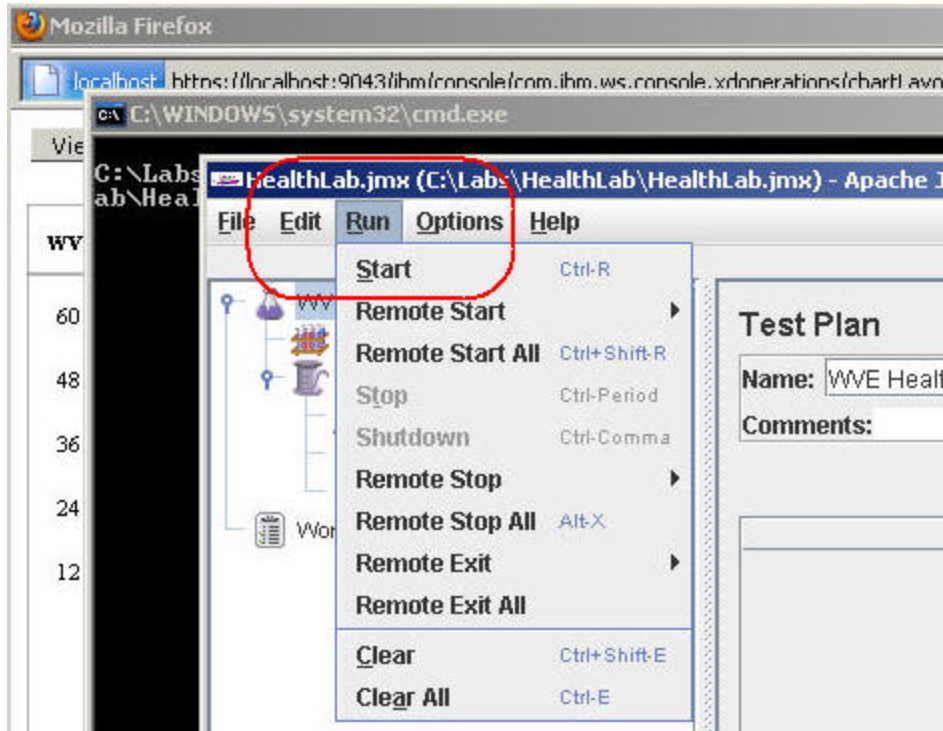 Mozilla Firefox
localhost https://localhost:9043/ibm/console/com.ibm.ws.console.xdoperations/chartLayo
C:\WINDOWS\system32\cmd.exe
Vie
C:\Labs
ab\Heal
HealthLab.jmx (C:\Labs\HealthLab\HealthLab.jmx) - Apache J
File Edit Run Options Help
wv
60
48
36
24
12
WV
Wor
Start Ctrl-R
Remote Start
Remote Start All Ctrl+Shift-R
Stop Ctrl-Period
Shutdown Ctrl-Comma
Remote Stop
Remote Stop All Alt-X
Remote Exit
Remote Exit All
Clear Ctrl+Shift-E
Clear All Ctrl-E
Test Plan
Name: WVE Healt
Comments: